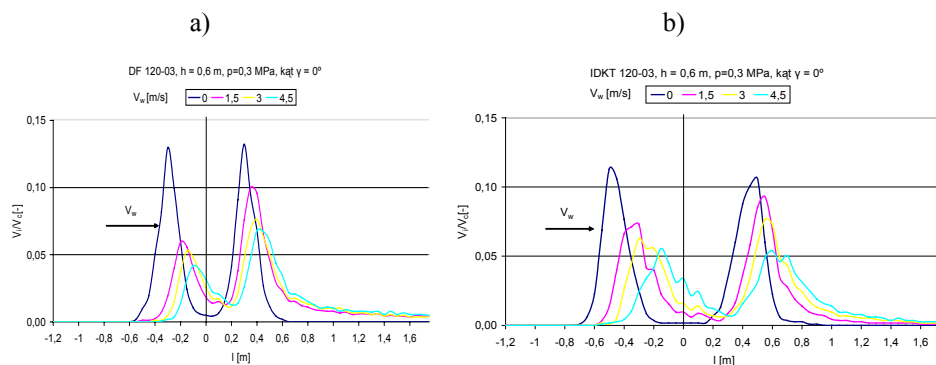 a)
DF 120-03, h = 0,6 m, p=0,3 MPa, kąt γ = 0º
V_w [m/s] 0 1,5 3 4,5
0,15
0,10
0,05
0,00
V_i/V_c[-]
V_w
-1,2 -1 -0,8 -0,6 -0,4 -0,2 0 0,2 0,4 0,6 0,8 1 1,2 1,4 1,6
l [m]
b)
IDKT 120-03, h = 0,6 m, p=0,3 MPa, kąt γ = 0º
V_w [m/s] 0 1,5 3 4,5
0,15
0,10
0,05
0,00
V_i/V_c[-]
V_w
-1,2 -1 -0,8 -0,6 -0,4 -0,2 0 0,2 0,4 0,6 0,8 1 1,2 1,4 1,6
l [m]